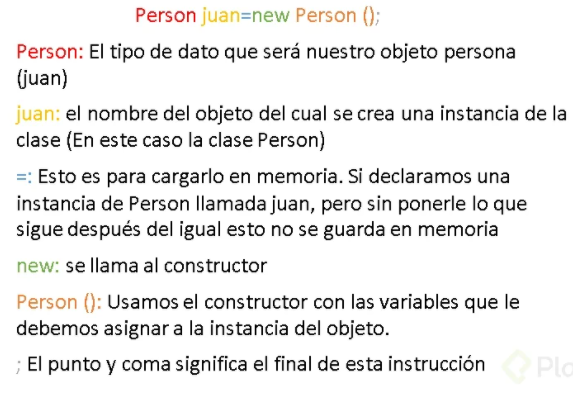 Person juan=new Person ();
Person: El tipo de dato que será nuestro objeto persona
(juan)
juan: el nombre del objeto del cual se crea una instancia de la
clase (En este caso la clase Person)
=: Esto es para cargarlo en memoria. Si declaramos una
instancia de Person llamada juan, pero sin ponerle lo que
sigue después del igual esto no se guarda en memoria
new: se llama al constructor
Person (): Usamos el constructor con las variables que le
debemos asignar a la instancia del objeto.
; El punto y coma significa el final de esta instrucción